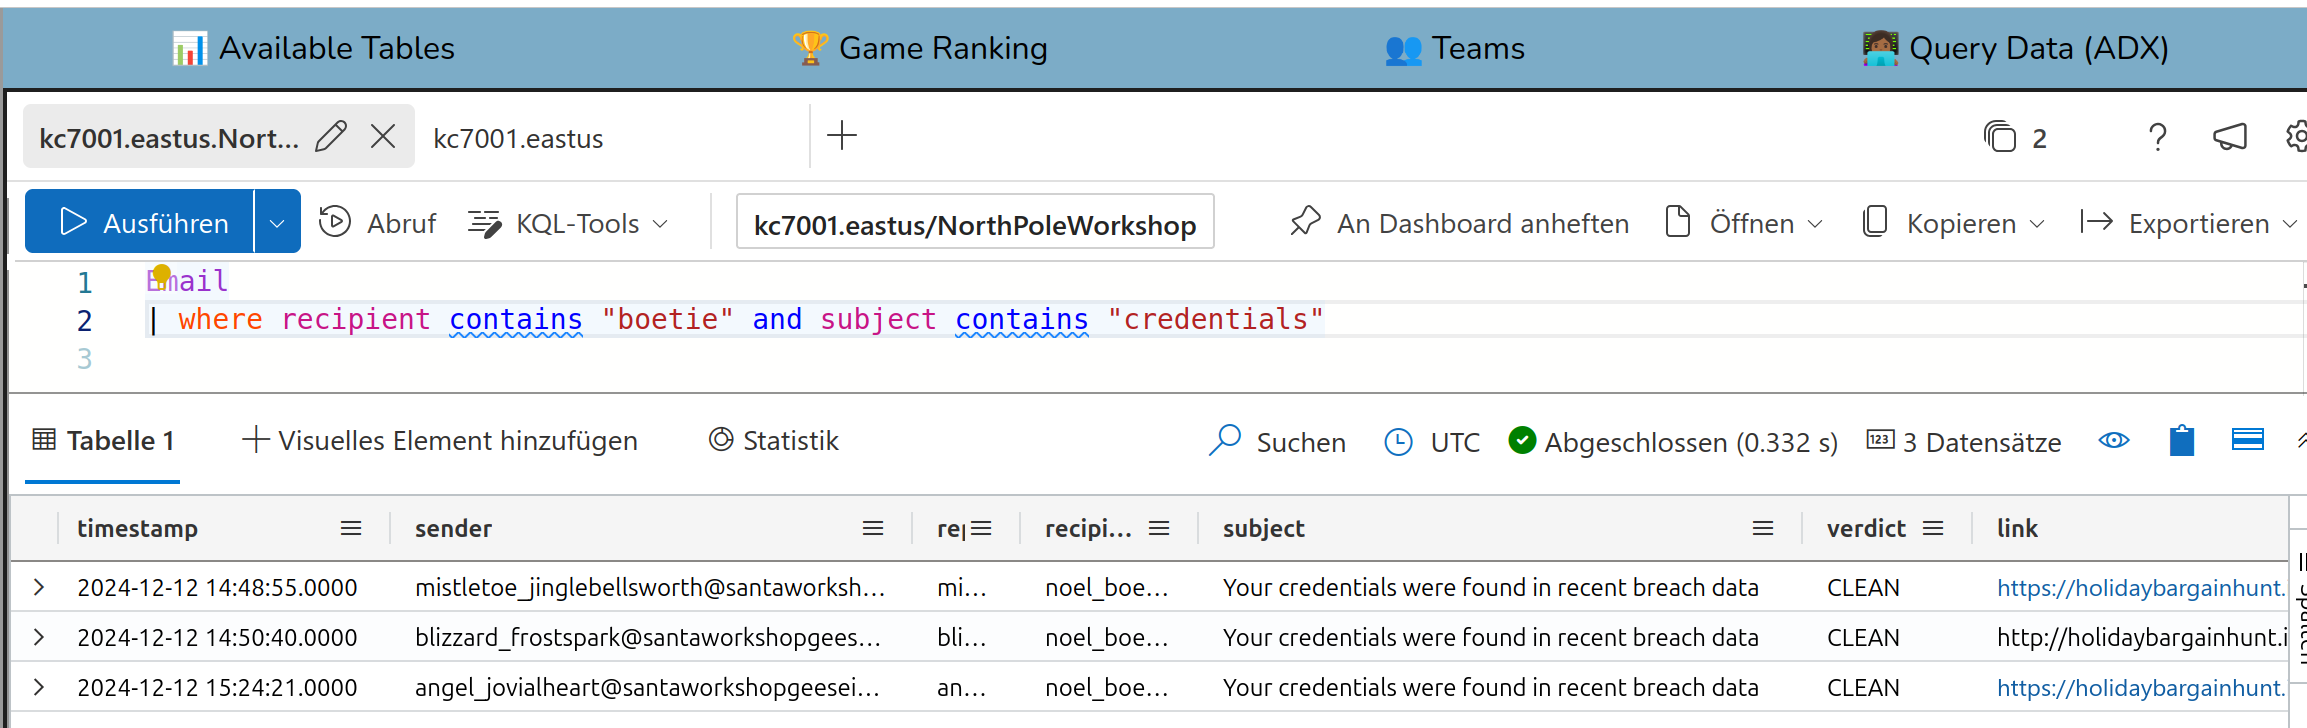 Available Tables Game Ranking Teams Query Data (ADX)
kc7001.eastus.Nort... kc7001.eastus 2
Ausführen Abruf KQL-Tools kc7001.eastus/NorthPoleWorkshop An Dashboard anheften Öffnen Kopieren Exportieren
1 Email
2 | where recipient contains "boetie" and subject contains "credentials"
3
Tabelle 1 Visuelles Element hinzufügen Statistik Suchen UTC Abgeschlossen (0.332 s) 3 Datensätze
timestamp sender rep recipi... subject verdict link
2024-12-12 14:48:55.0000 mistletoe_jinglebellsworth@santaworksh... mi... noel_boe... Your credentials were found in recent breach data CLEAN https://holidaybargainhunt.
2024-12-12 14:50:40.0000 blizzard_frostspark@santaworkshopgees... bli... noel_boe... Your credentials were found in recent breach data CLEAN http://holidaybargainhunt.i
2024-12-12 15:24:21.0000 angel_jovialheart@santaworkshopgeesei... an... noel_boe... Your credentials were found in recent breach data CLEAN https://holidaybargainhunt.